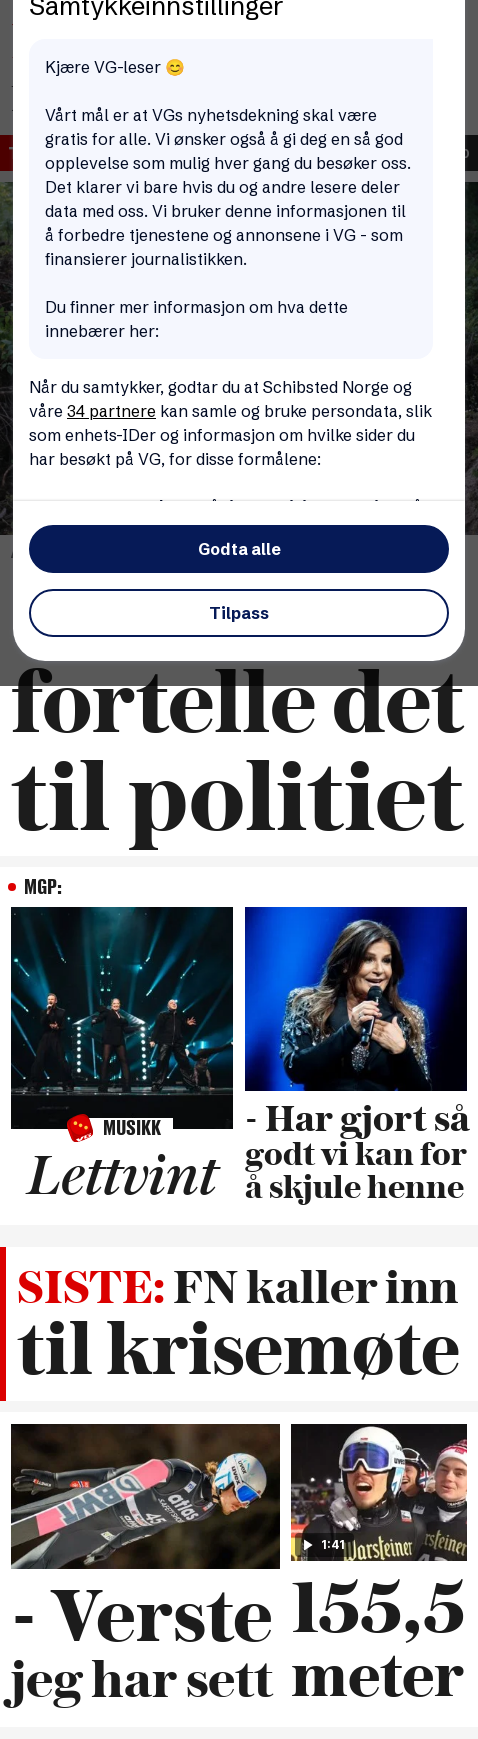 Samtykkeinnstillinger
Kjære VG-leser 😊
Vårt mål er at VGs nyhetsdekning skal være
gratis for alle. Vi ønsker også å gi deg en så god
opplevelse som mulig hver gang du besøker oss.
Det klarer vi bare hvis du og andre lesere deler
data med oss. Vi bruker denne informasjonen til
å forbedre tjenestene og annonsene i VG - som
finansierer journalistikken.
Du finner mer informasjon om hva dette
innebærer her:
Når du samtykker, godtar du at Schibsted Norge og
våre 34 partnere kan samle og bruke persondata, slik
som enhets-IDer og informasjon om hvilke sider du
har besøkt på VG, for disse formålene:
Godta alle
Tilpass
fortelle det
til politiet
MGP:
MUSIKK
Lettvint
- Har gjort så
godt vi kan for
å skjule henne
SISTE: FN kaller inn
til krisemøte
atlas
45
1:41
Warsteiner
- Verste
jeg har sett
155,5
meter